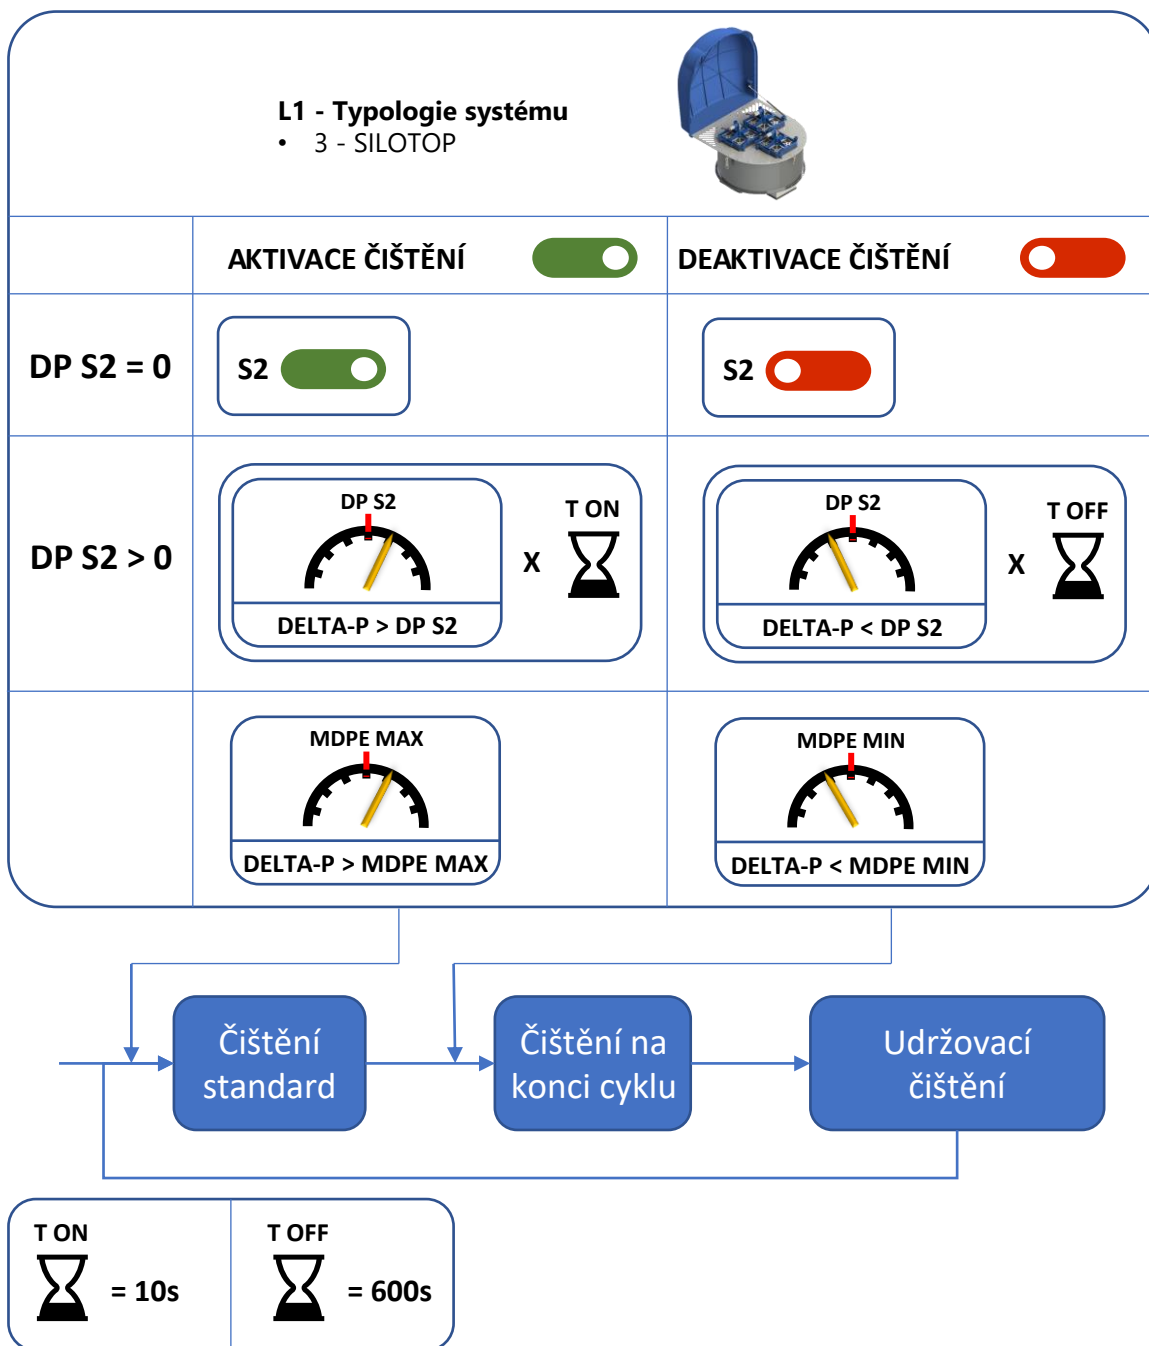 L1 - Typologie systému
• 3 - SILOTOP
AKTIVACE ČIŠTĚNÍ
DEAKTIVACE ČIŠTĚNÍ
DP S2 = 0
S2
S2
DP S2 > 0
DP S2
DELTA-P > DP S2
X
T ON
DP S2
DELTA-P < DP S2
X
T OFF
MDPE MAX
DELTA-P > MDPE MAX
MDPE MIN
DELTA-P < MDPE MIN
Čištění
standard
Čištění na
konci cyklu
Udržovací
čištění
T ON
= 10s
T OFF
= 600s